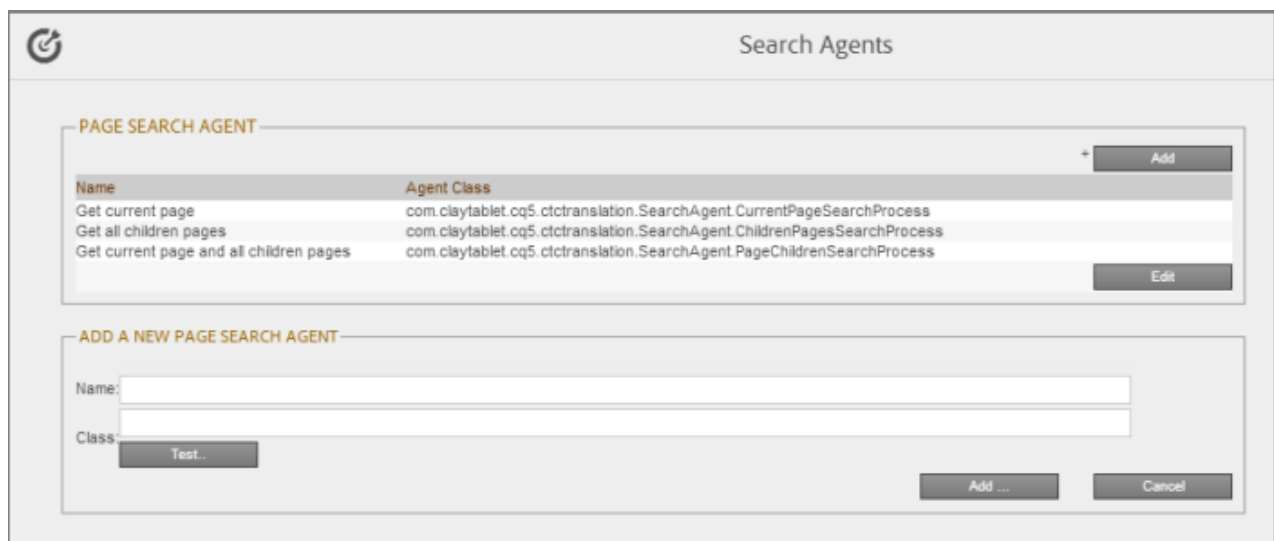 Search Agents
PAGE SEARCH AGENT
+ Add
Name Agent Class
Get current page com.claytablet.cq5.ctctranslation.SearchAgent.CurrentPageSearchProcess
Get all children pages com.claytablet.cq5.ctctranslation.SearchAgent.ChildrenPagesSearchProcess
Get current page and all children pages com.claytablet.cq5.ctctranslation.SearchAgent.PageChildrenSearchProcess
Edit
ADD A NEW PAGE SEARCH AGENT
Name:
Class:
Test..
Add ... Cancel